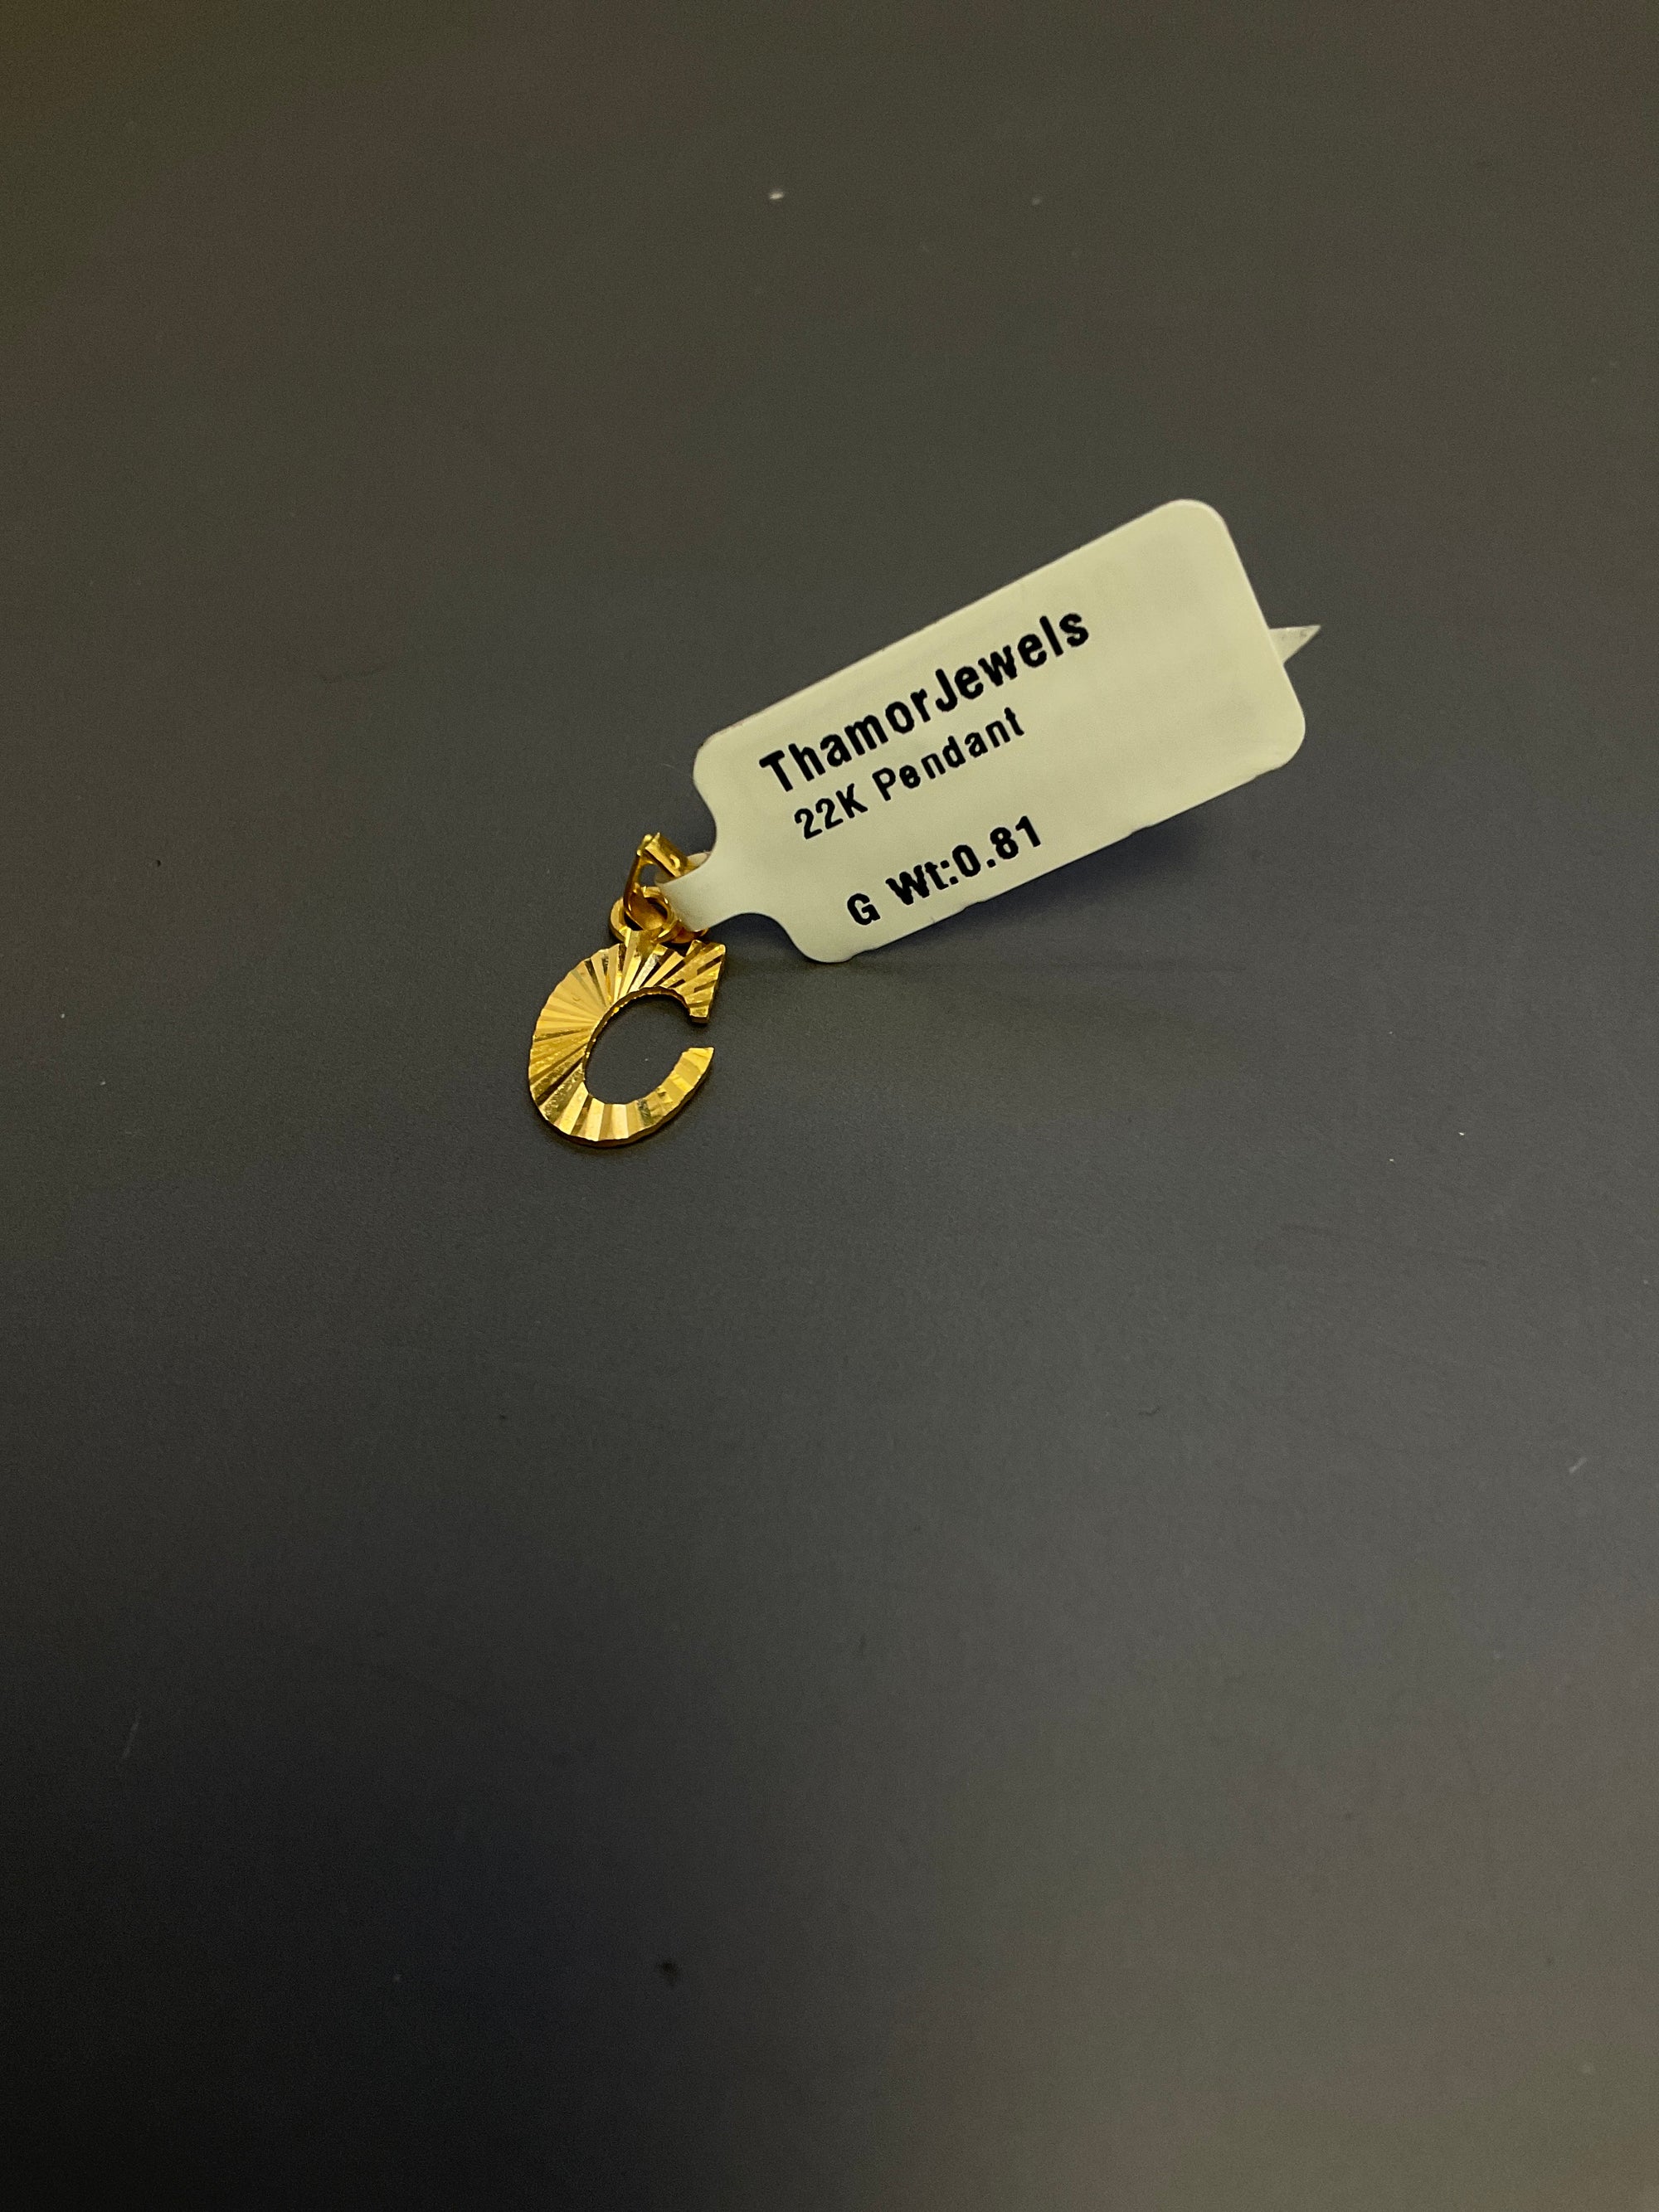 ThamorJewels
22K Pendant
G Wt:0.81